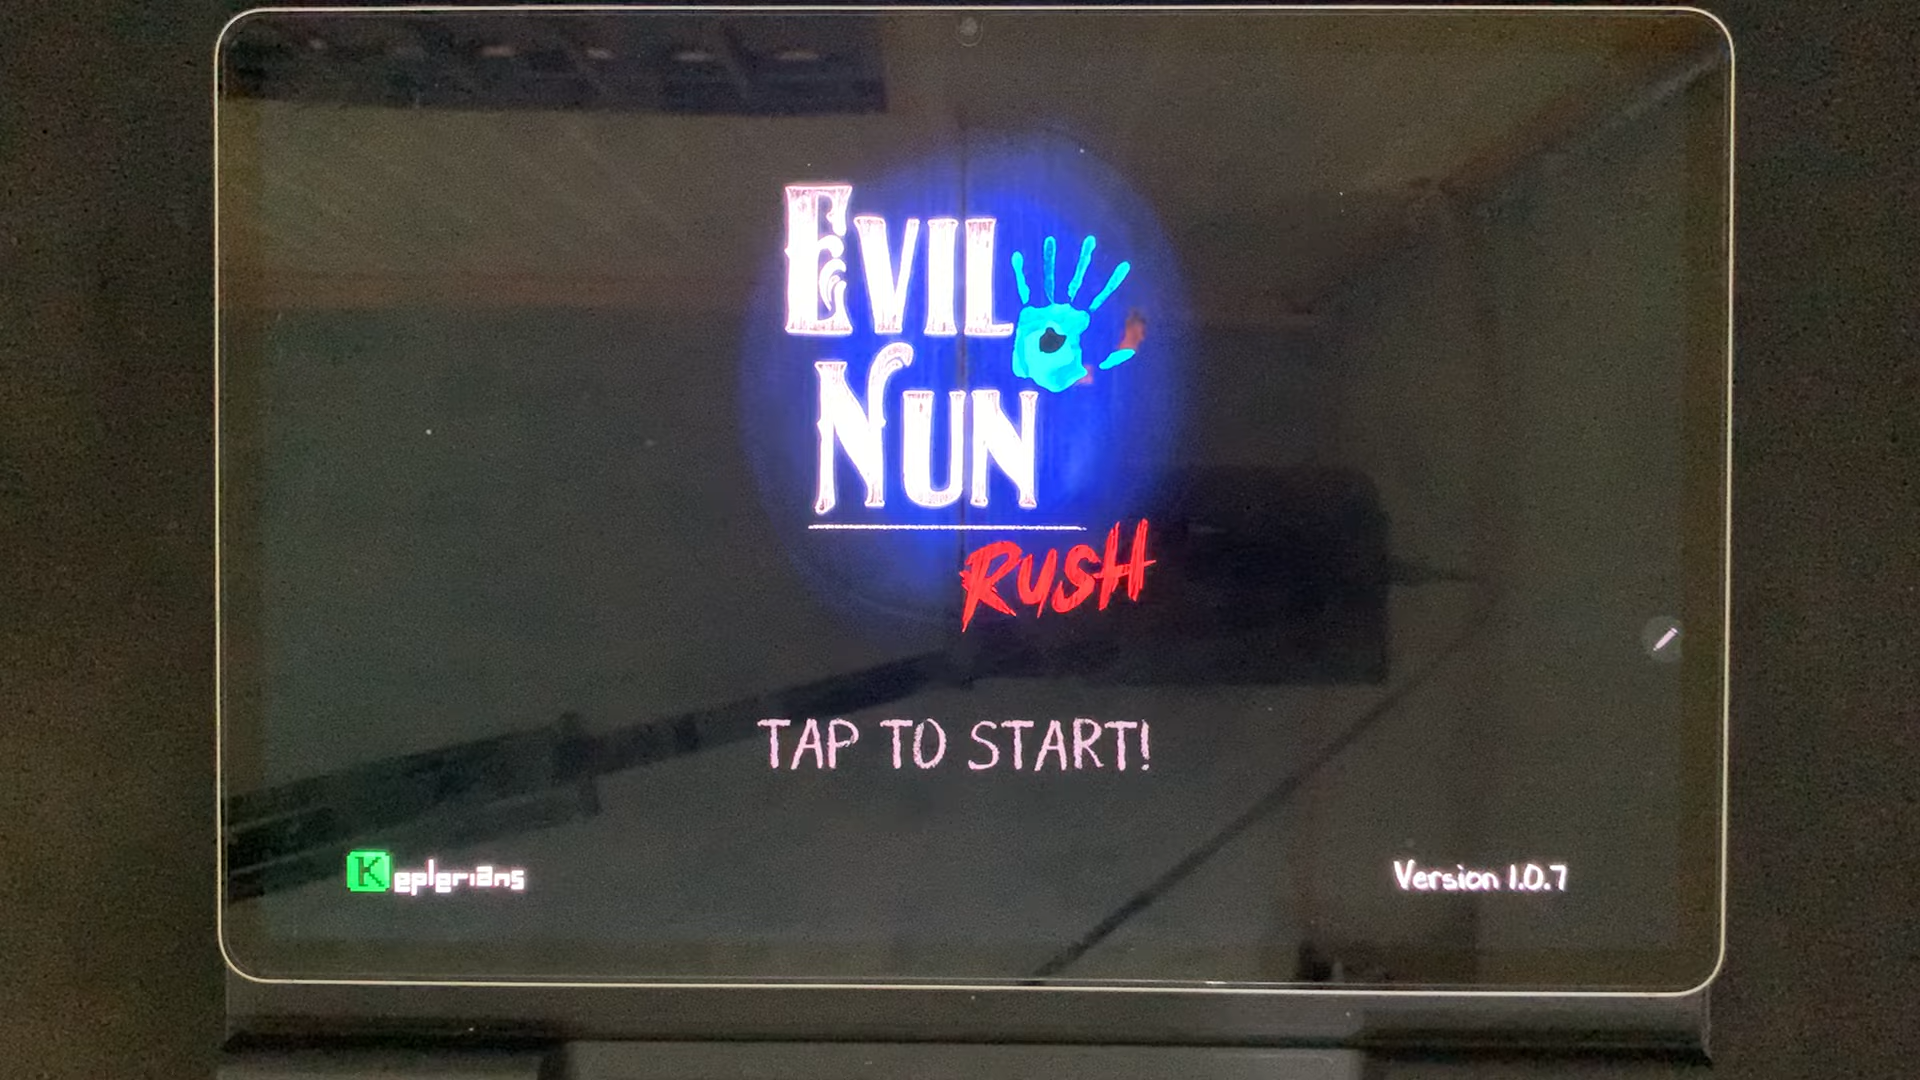 EVIL
NUN
RUSH
TAP TO START!
Keplerians
Version 1.0.7